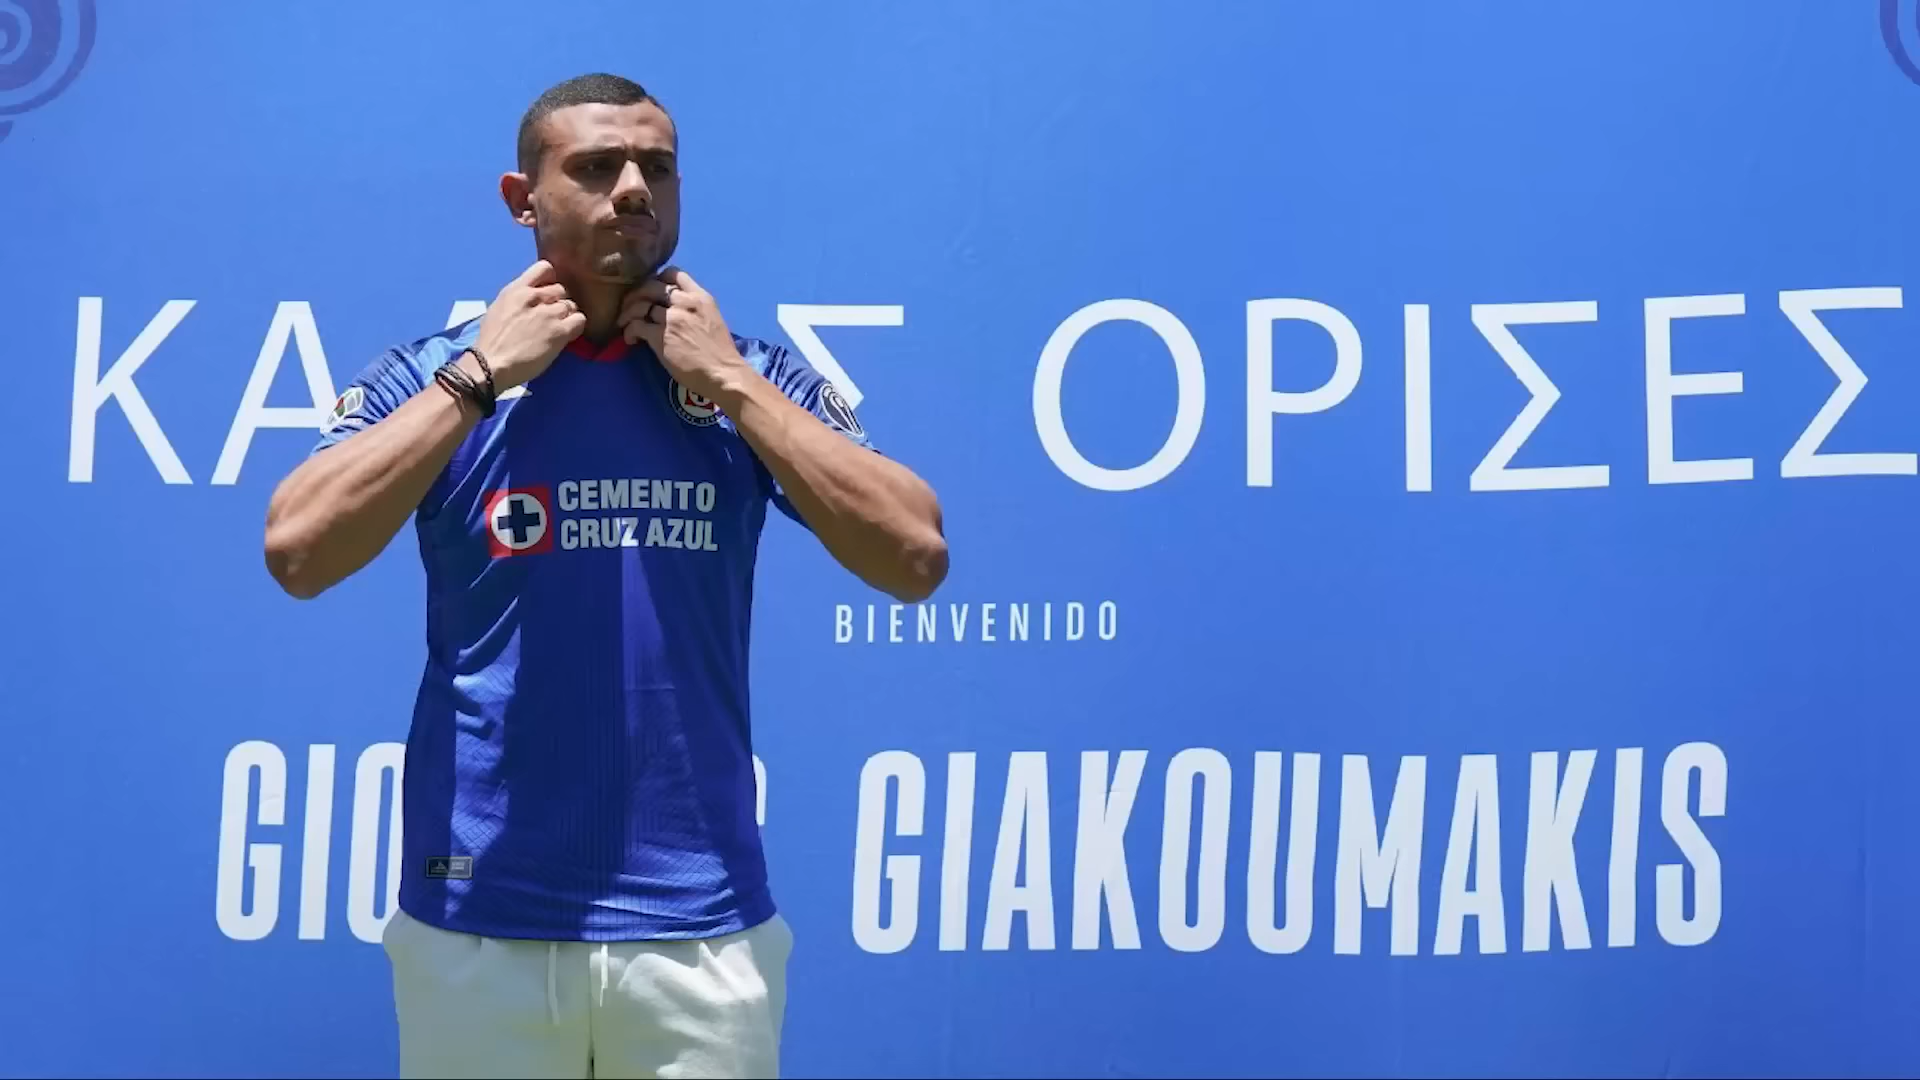 ΟΡΙΣΕΣ
CEMENTO
CRUZ AZUL
BIENVENIDO
GIAKOUMAKIS